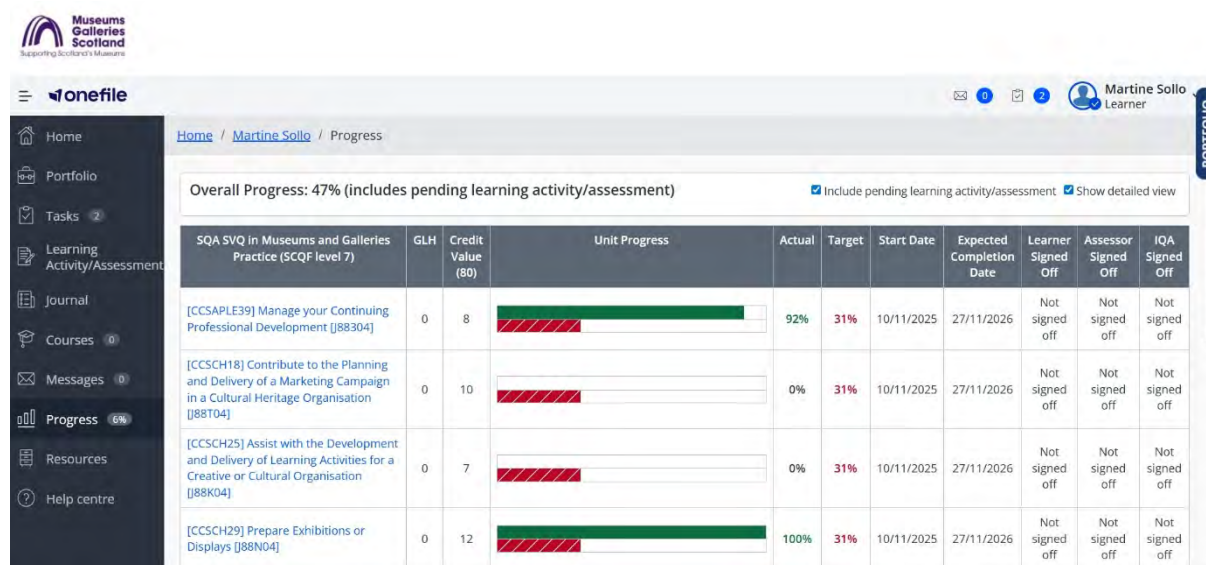 Museums
Galleries
Scotland
Supporting Scotland's Museums
onefile
0
2
Martine Sollo
Learner
PORTFOLIO
Home
Portfolio
Tasks 2
Learning
Activity/Assessment
Journal
Courses 0
Messages 0
Progress 6%
Resources
Help centre
Home / Martine Sollo / Progress
Overall Progress: 47% (includes pending learning activity/assessment)
Include pending learning activity/assessment Show detailed view
SQA SVQ in Museums and Galleries
Practice (SCQF level 7)
GLH
Credit
Value
(80)
Unit Progress
Actual
Target
Start Date
Expected
Completion
Date
Learner
Signed
Off
Assessor
Signed
Off
IQA
Signed
Off
[CCSAPLE39] Manage your Continuing
Professional Development [J88304]
0
8
92%
31%
10/11/2025
27/11/2026
Not
signed
off
Not
signed
off
Not
signed
off
[CCSCH18] Contribute to the Planning
and Delivery of a Marketing Campaign
in a Cultural Heritage Organisation
[J88T04]
0
10
0%
31%
10/11/2025
27/11/2026
Not
signed
off
Not
signed
off
Not
signed
off
[CCSCH25] Assist with the Development
and Delivery of Learning Activities for a
Creative or Cultural Organisation
[J88K04]
0
7
0%
31%
10/11/2025
27/11/2026
Not
signed
off
Not
signed
off
Not
signed
off
[CCSCH29] Prepare Exhibitions or
Displays [J88N04]
0
12
100%
31%
10/11/2025
27/11/2026
Not
signed
off
Not
signed
off
Not
signed
off